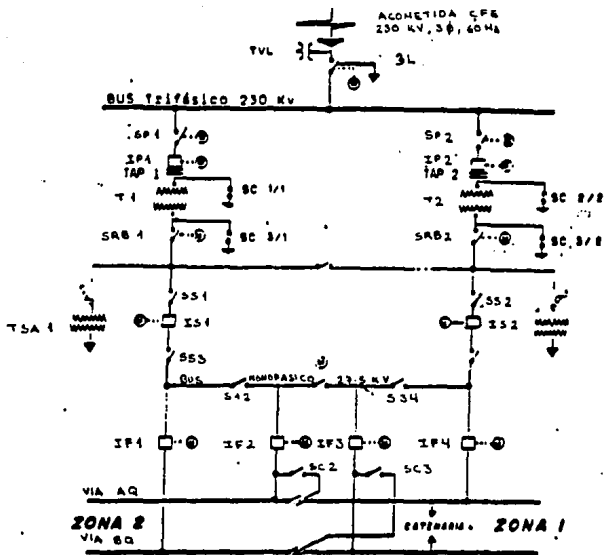 ACOMETIDA CFE
230 KV, 3Ø, 60 Hz
TVL
3L
BUS Trifásico 230 Kv
SP1
SP2
IP1
IP2
TAP 1
TAP 2
SC 1/1
SC 2/2
T1
T2
SRB 1
SC 3/1
SRB2
SC 3/2
SS1
SS2
TSA 1
IS1
IS2
SS3
BUS MONOFASICO 27.5 KV
S12
S34
IF1
IF2
IF3
IF4
SC2
SC3
VIA AQ
ZONA 2
CATENARIA
ZONA 1
VIA BQ